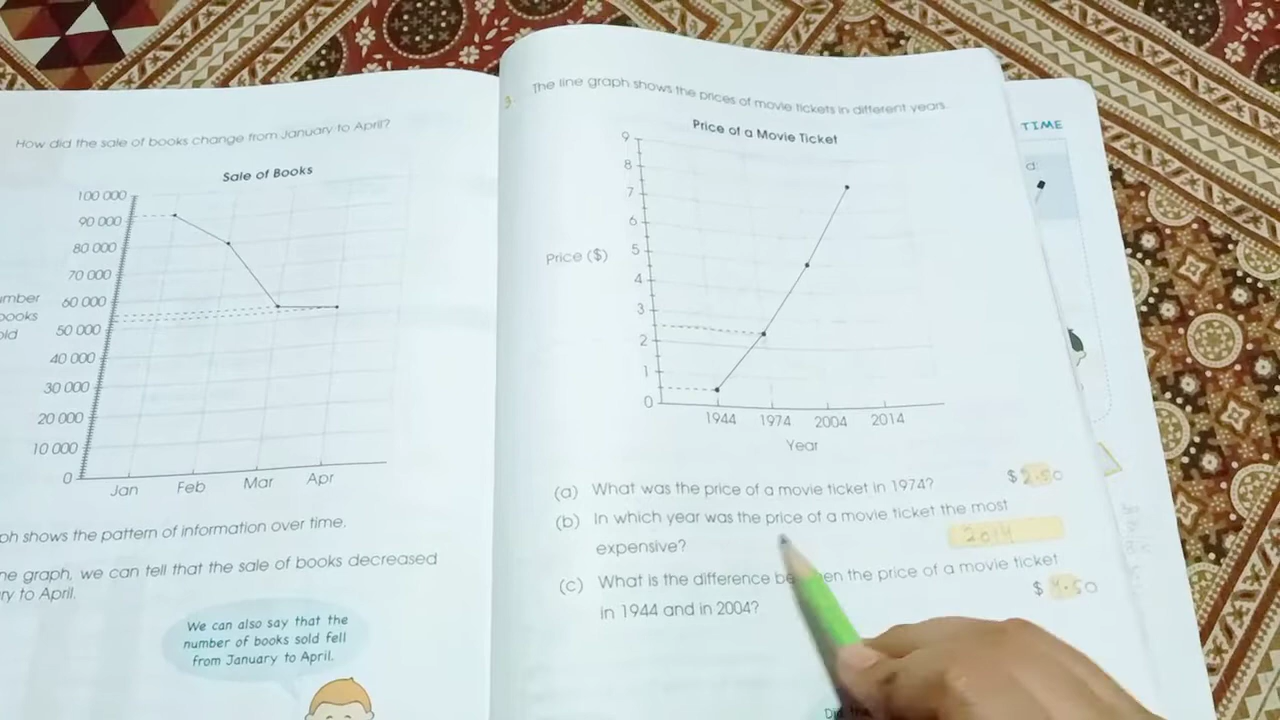 How did the sale of books change from January to April?
Sale of Books
100 000
90 000
80 000
70 000
60 000
50 000
40 000
30 000
20 000
10 000
0
Jan Feb Mar Apr
ph shows the pattern of information over time.
ne graph, we can tell that the sale of books decreased
ry to April.
We can also say that the
number of books sold fell
from January to April.
3.
The line graph shows the prices of movie tickets in different years.
Price of a Movie Ticket
9
8
7
6
5
4
3
2
1
0
Price ($)
1944 1974 2004 2014
Year
(a) What was the price of a movie ticket in 1974? $ 2.50
(b) In which year was the price of a movie ticket the most
expensive? 2014
(c) What is the difference be en the price of a movie ticket
in 1944 and in 2004? $ 4.50
TIME